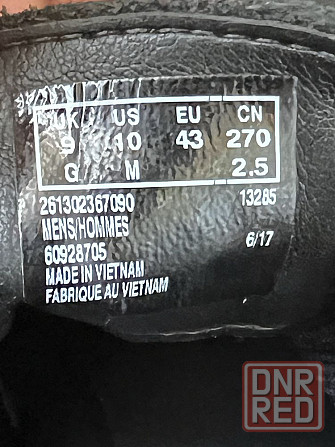 UK US EU CN
9 10 43 270
G M 2.5
261302367090 13285
MENS/HOMMES
60928705 6/17
MADE IN VIETNAM
FABRIQUE AU VIETNAM
DNR
RED